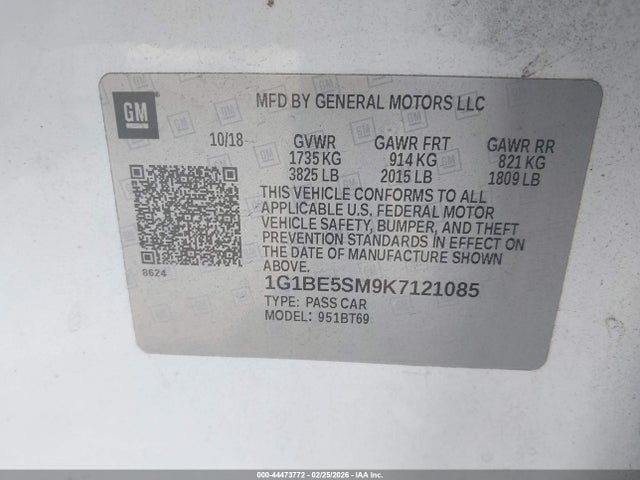 GM
MFD BY GENERAL MOTORS LLC
10/18 GVWR GAWR FRT GAWR RR
1735 KG 914 KG 821 KG
3825 LB 2015 LB 1809 LB
THIS VEHICLE CONFORMS TO ALL
APPLICABLE U.S. FEDERAL MOTOR
VEHICLE SAFETY, BUMPER, AND THEFT
PREVENTION STANDARDS IN EFFECT ON
THE DATE OF MANUFACTURE SHOWN
ABOVE.
8624
1G1BE5SM9K7121085
TYPE: PASS CAR
MODEL: 951BT69
000-44473772 - 02/25/2026 - IAA Inc.